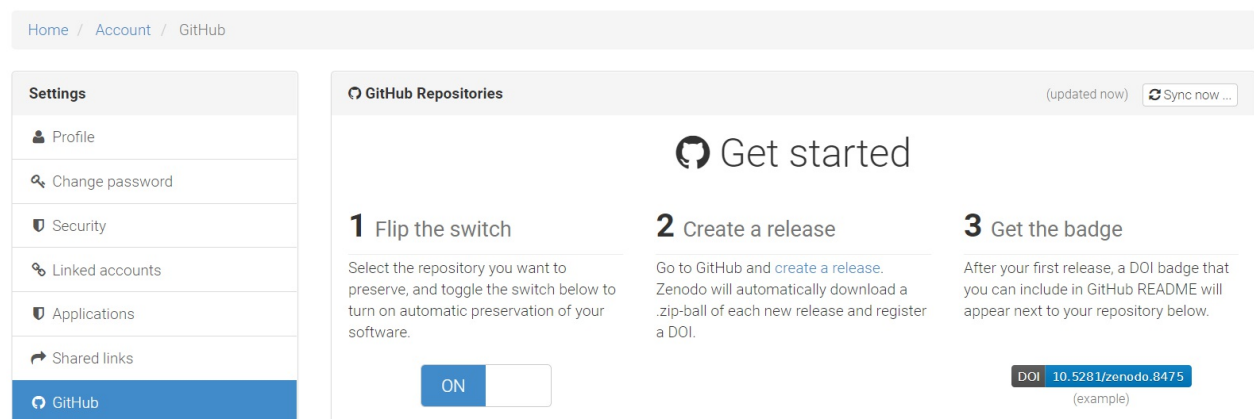 Home / Account / GitHub
Settings
Profile
Change password
Security
Linked accounts
Applications
Shared links
GitHub
GitHub Repositories
(updated now) Sync now ...
Get started
1 Flip the switch
Select the repository you want to
preserve, and toggle the switch below to
turn on automatic preservation of your
software.
ON
2 Create a release
Go to GitHub and create a release.
Zenodo will automatically download a
.zip-ball of each new release and register
a DOI.
3 Get the badge
After your first release, a DOI badge that
you can include in GitHub README will
appear next to your repository below.
DOI 10.5281/zenodo.8475
(example)